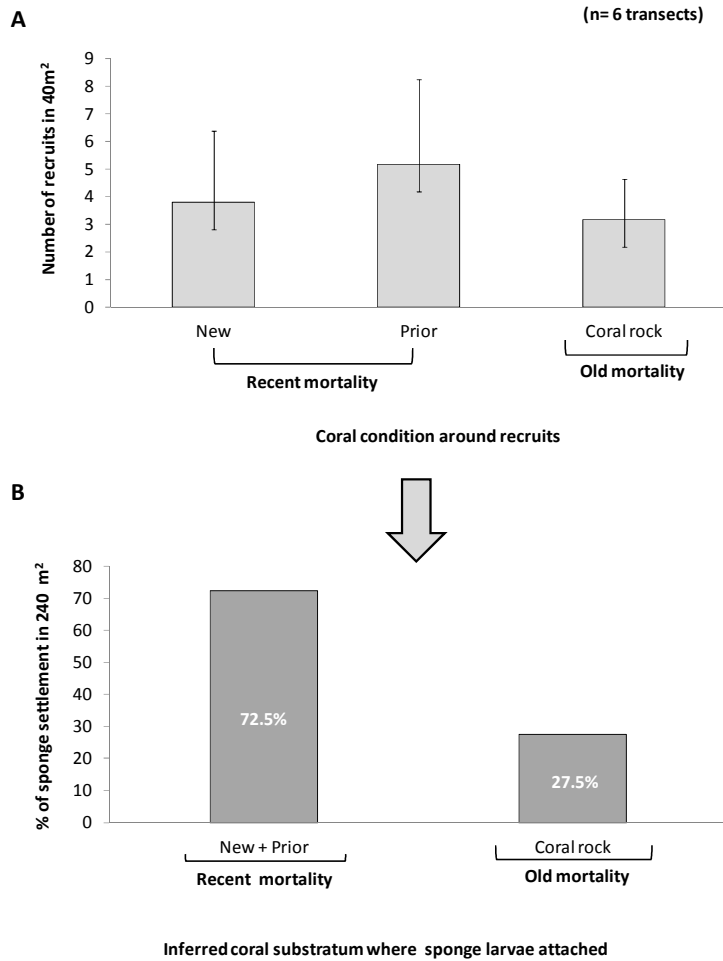 A
(n= 6 transects)
Number of recruits in 40m²
9
8
7
6
5
4
3
2
1
0
New
Prior
Coral rock
Recent mortality
Old mortality
Coral condition around recruits
B
% of sponge settlement in 240 m²
80
70
60
50
40
30
20
10
0
72.5%
27.5%
New + Prior
Coral rock
Recent mortality
Old mortality
Inferred coral substratum where sponge larvae attached